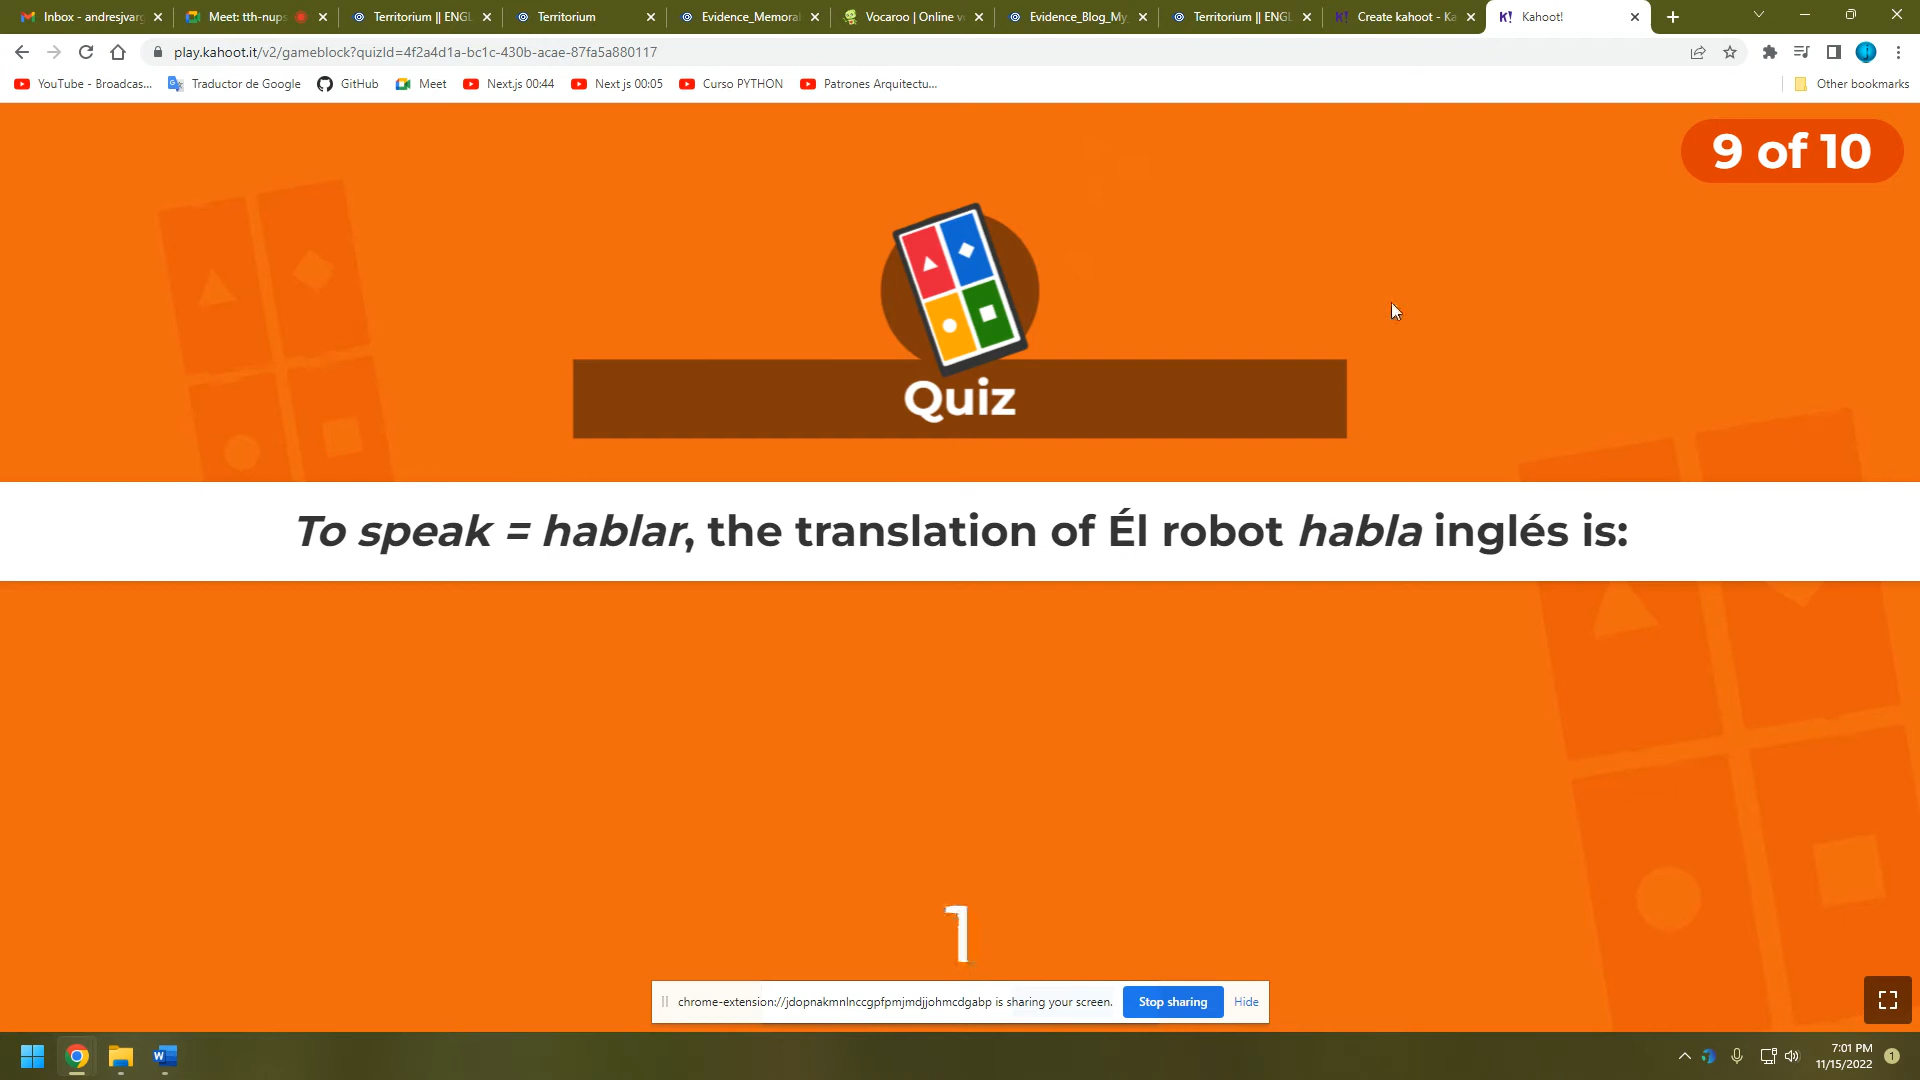 Inbox - andresjvarg
Meet: tth-nups
Territorium || ENGL
Territorium
Evidence_Memoral
Vocaroo | Online v
Evidence_Blog_My
Territorium || ENGL
Create kahoot - Ka
Kahoot!
play.kahoot.it/v2/gameblock?quizId=4f2a4d1a-bc1c-430b-acae-87fa5a880117
YouTube - Broadcas...
Traductor de Google
GitHub
Meet
Next.js 00:44
Next js 00:05
Curso PYTHON
Patrones Arquitectu...
Other bookmarks
9 of 10
Quiz
To speak = hablar, the translation of Él robot habla inglés is:
1
chrome-extension://jdopnakmnlnccgpfpmjmdjjohmcdgabp is sharing your screen.
Stop sharing
Hide
7:01 PM
11/15/2022
1